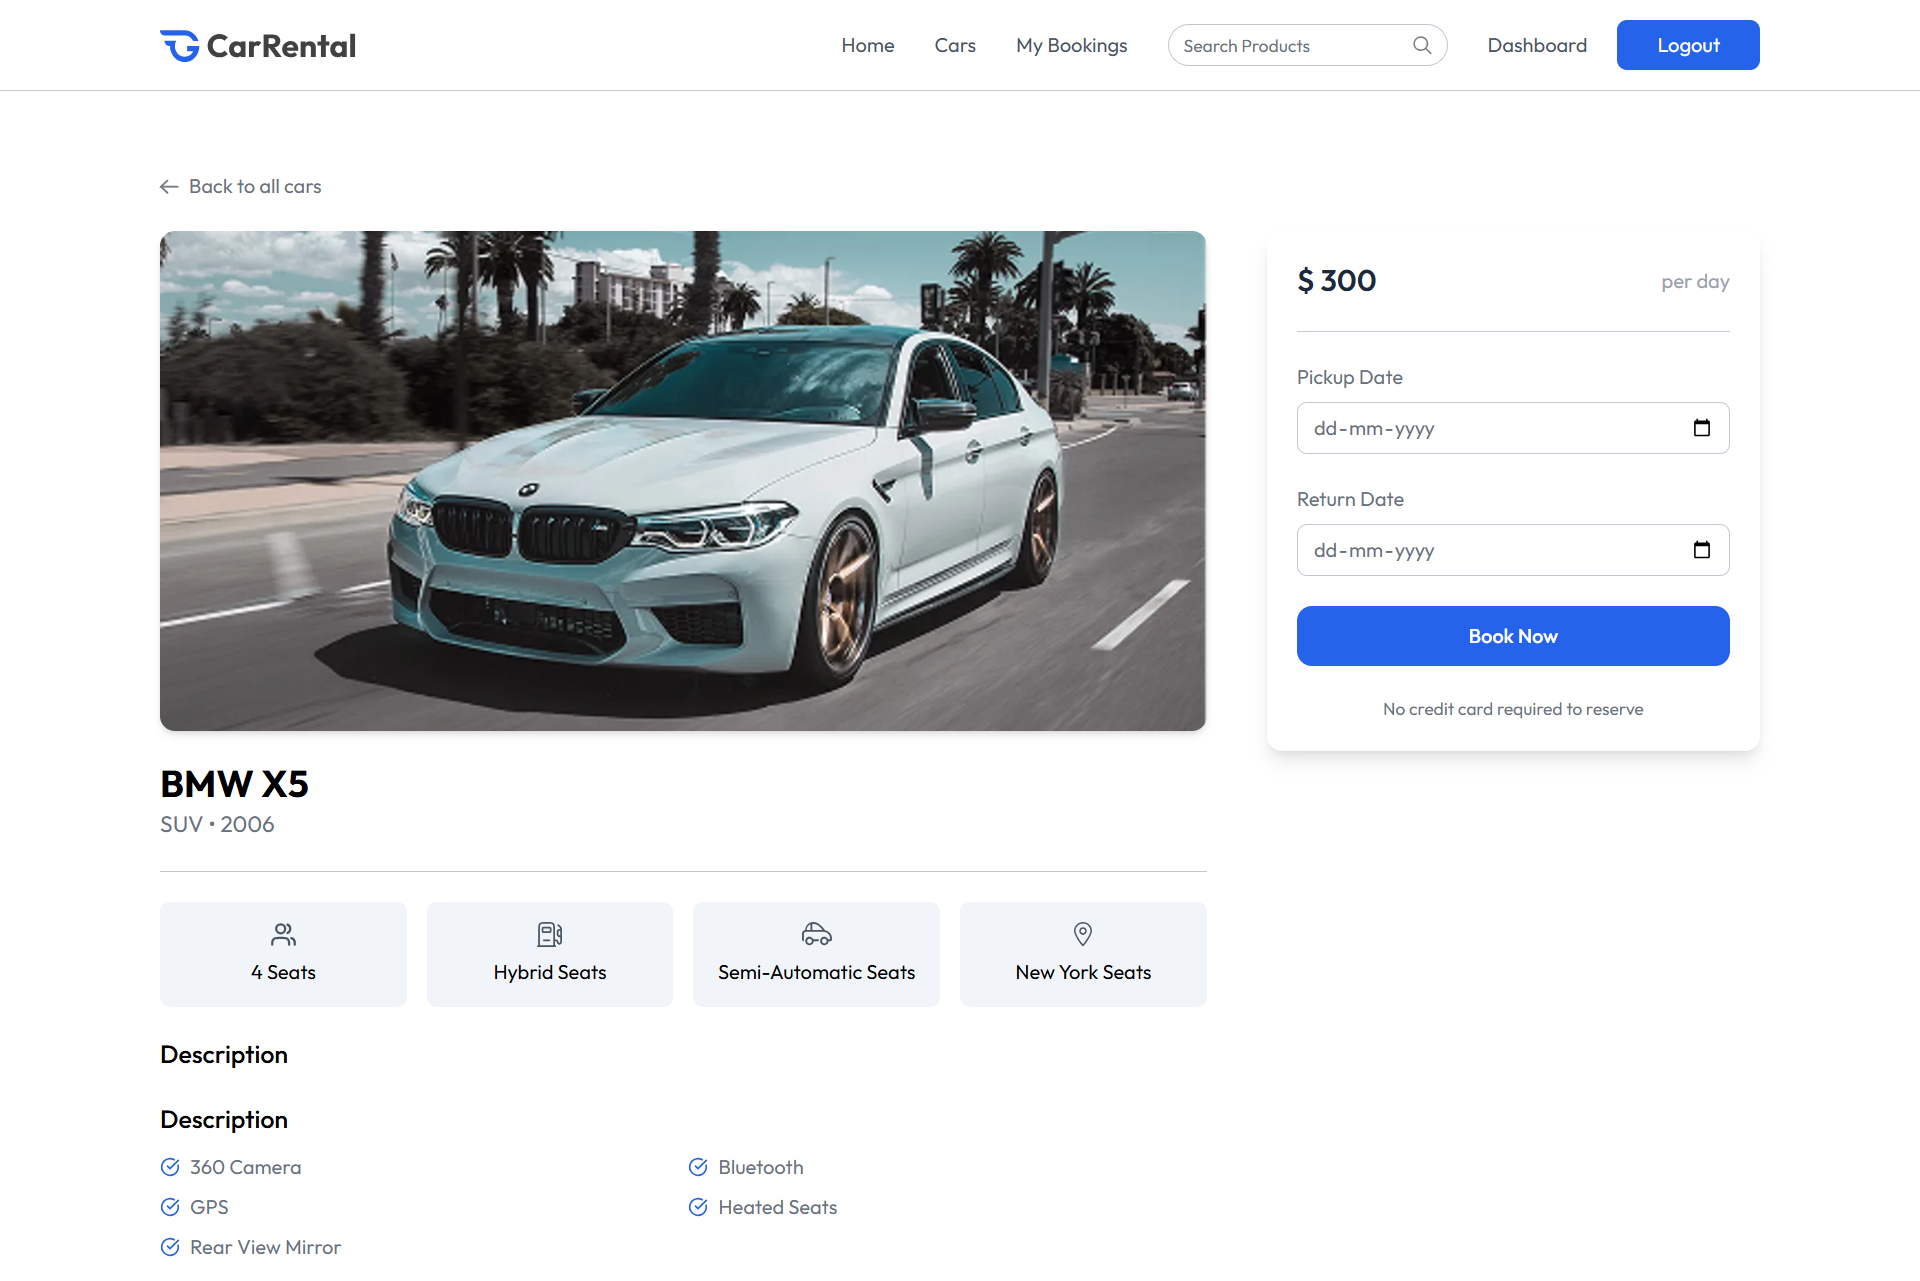 CarRental
Home
Cars
My Bookings
Search Products
Dashboard
Logout
Back to all cars
$ 300
per day
Pickup Date
dd-mm-yyyy
Return Date
dd-mm-yyyy
Book Now
No credit card required to reserve
BMW X5
SUV • 2006
4 Seats
Hybrid Seats
Semi-Automatic Seats
New York Seats
Description
Description
360 Camera
Bluetooth
GPS
Heated Seats
Rear View Mirror